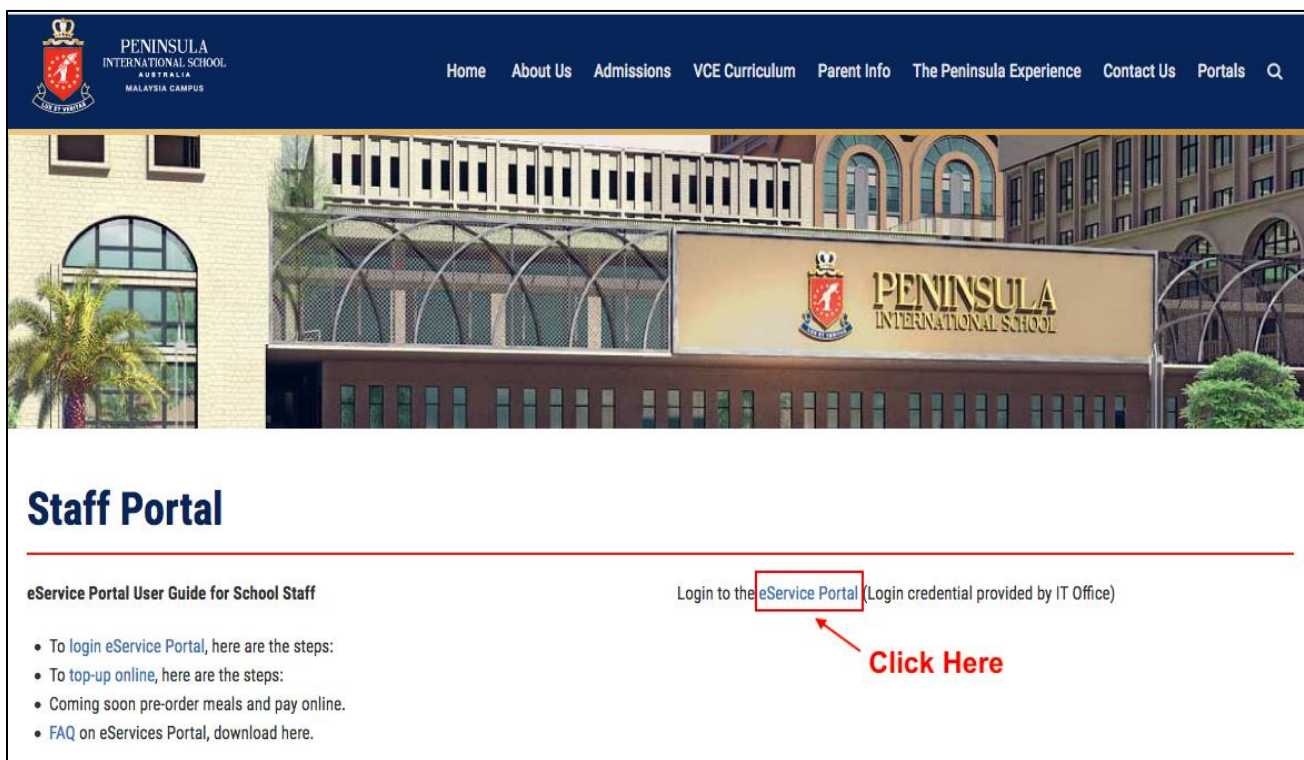 PENINSULA
INTERNATIONAL SCHOOL
AUSTRALIA
MALAYSIA CAMPUS
LUX ET VERITAS
Home About Us Admissions VCE Curriculum Parent Info The Peninsula Experience Contact Us Portals
PENINSULA
INTERNATIONAL SCHOOL
Staff Portal
eService Portal User Guide for School Staff
Login to the eService Portal (Login credential provided by IT Office)
Click Here
• To login eService Portal, here are the steps:
• To top-up online, here are the steps:
• Coming soon pre-order meals and pay online.
• FAQ on eServices Portal, download here.